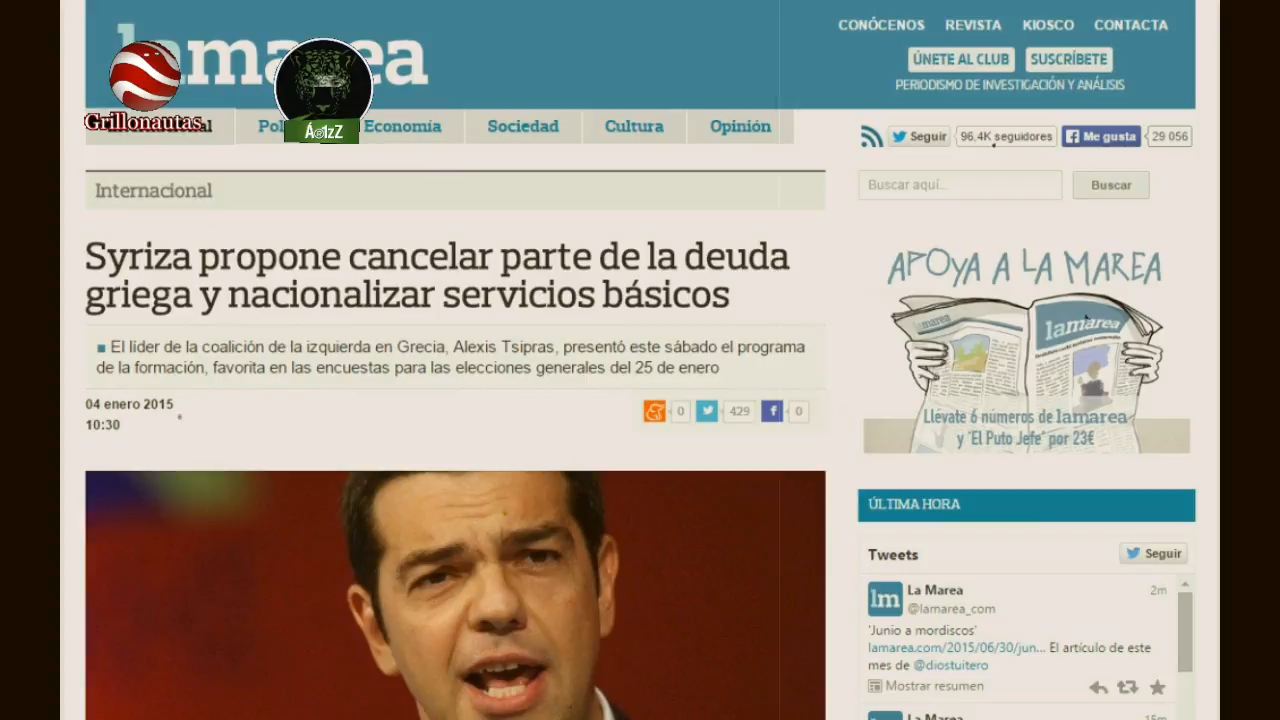 CONÓCENOS REVISTA KIOSCO CONTACTA
ÚNETE AL CLUB SUSCRÍBETE
PERIODISMO DE INVESTIGACIÓN Y ANÁLISIS
lamarea
Grillonautas
Economía Sociedad Cultura Opinión
Seguir 96.4K seguidores Me gusta 29 056
Buscar aquí... Buscar
Internacional
Syriza propone cancelar parte de la deuda
griega y nacionalizar servicios básicos
El líder de la coalición de la izquierda en Grecia, Alexis Tsipras, presentó este sábado el programa
de la formación, favorita en las encuestas para las elecciones generales del 25 de enero
04 enero 2015
10:30
0 429 0
APOYA A LA MAREA
lamarea
lamarea
Llévate 6 números de lamarea
y "El Puto Jefe" por 23€
ÚLTIMA HORA
Tweets Seguir
lm La Marea 2m
@lamarea_com
'Junio a mordiscos'
lamarea.com/2015/06/30/jun... El artículo de este
mes de @diostuitero
Mostrar resumen
La Marea 15m